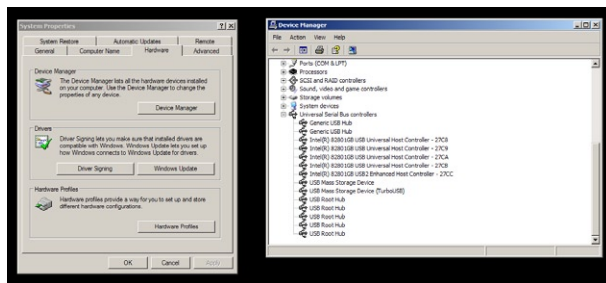 System Properties
System Restore
Automatic Updates
Remote
General
Computer Name
Hardware
Advanced
Device Manager
The Device Manager lists all the hardware devices installed
on your computer. Use the Device Manager to change the
properties of any device.
Device Manager
Drivers
Driver Signing lets you make sure that installed drivers are
compatible with Windows. Windows Update lets you set up
how Windows connects to Windows Update for drivers.
Driver Signing
Windows Update
Hardware Profiles
Hardware profiles provide a way for you to set up and store
different hardware configurations.
Hardware Profiles
OK
Cancel
Apply
Device Manager
File Action View Help
Ports (COM & LPT)
Processors
SCSI and RAID controllers
Sound, video and game controllers
Storage volumes
System devices
Universal Serial Bus controllers
Generic USB Hub
Generic USB Hub
Intel(R) 82801GB USB Universal Host Controller - 27C8
Intel(R) 82801GB USB Universal Host Controller - 27C9
Intel(R) 82801GB USB Universal Host Controller - 27CA
Intel(R) 82801GB USB Universal Host Controller - 27CB
Intel(R) 82801GB USB2 Enhanced Host Controller - 27CC
USB Mass Storage Device
USB Mass Storage Device (TurboUSB)
USB Root Hub
USB Root Hub
USB Root Hub
USB Root Hub
USB Root Hub